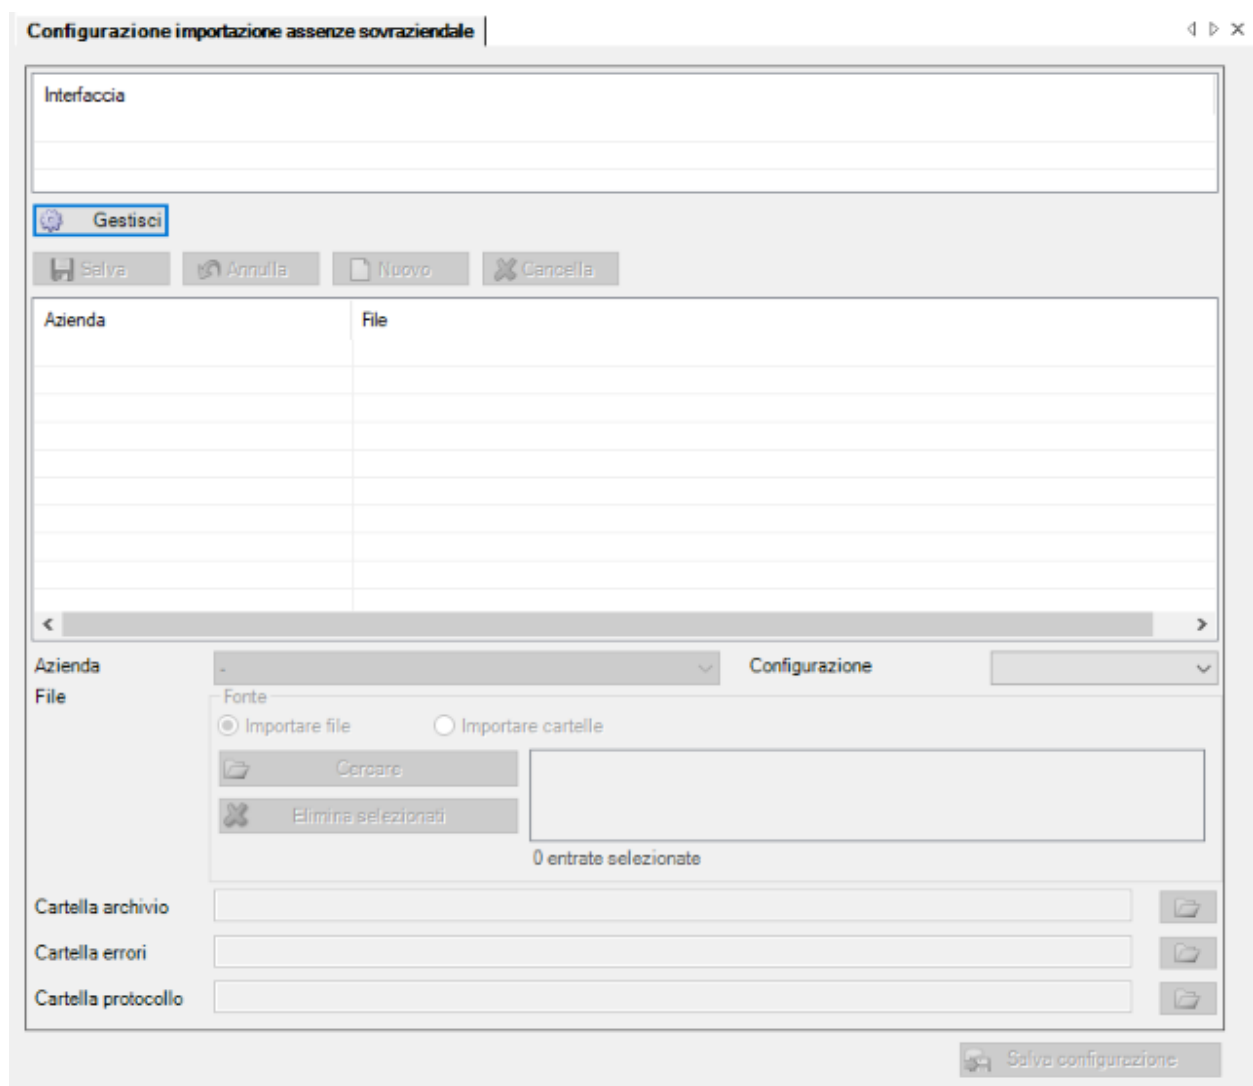 Configurazione importazione assenze sovraziendale
Interfaccia
Gestisci
Salva Annulla Nuovo Cancella
Azienda File
Azienda - Configurazione
File Fonte
Importare file Importare cartelle
Cercare
Elimina selezionati
0 entrate selezionate
Cartella archivio
Cartella errori
Cartella protocollo
Salva configurazione